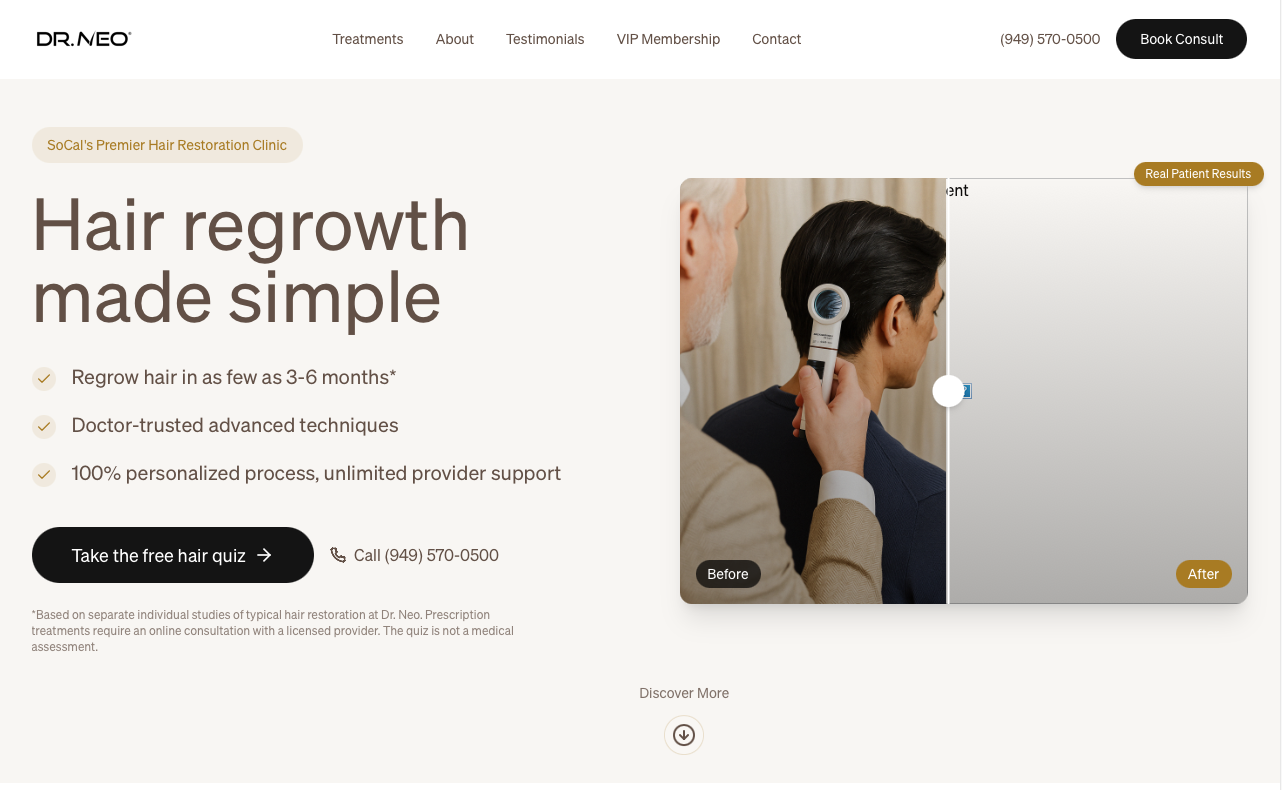 DR. NEO®
Treatments
About
Testimonials
VIP Membership
Contact
(949) 570-0500
Book Consult
SoCal's Premier Hair Restoration Clinic
Hair regrowth
made simple
Regrow hair in as few as 3-6 months*
Doctor-trusted advanced techniques
100% personalized process, unlimited provider support
Take the free hair quiz
Call (949) 570-0500
*Based on separate individual studies of typical hair restoration at Dr. Neo. Prescription
treatments require an online consultation with a licensed provider. The quiz is not a medical
assessment.
Real Patient Results
ent
Before
After
Discover More